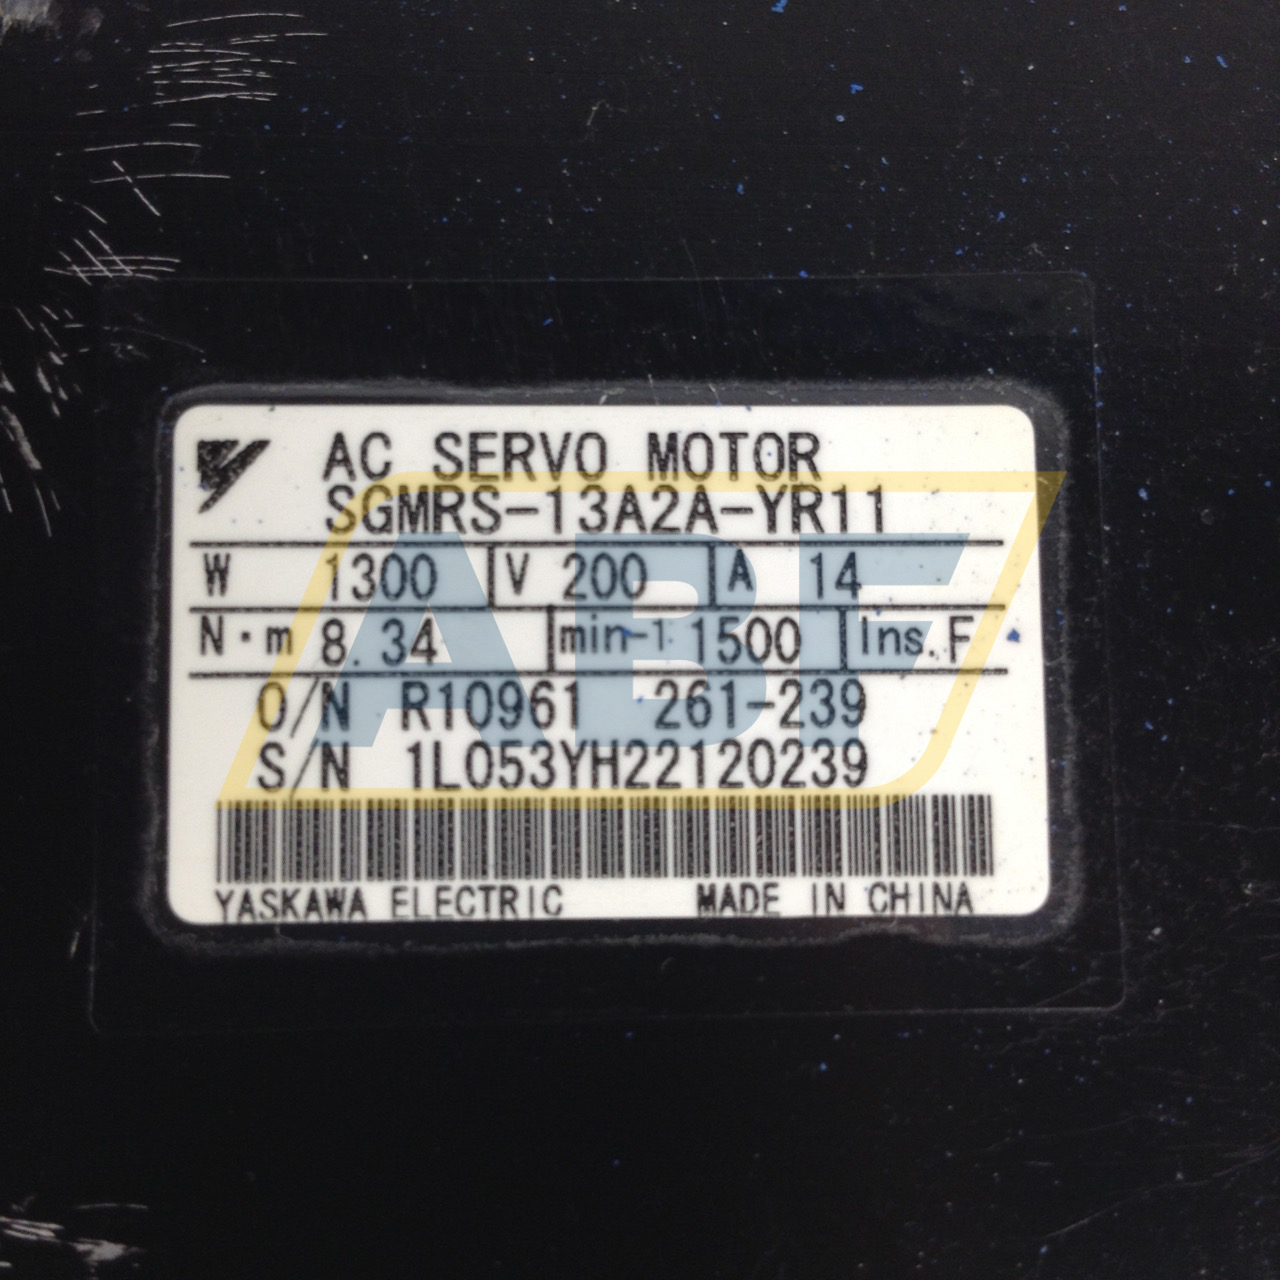 AC SERVO MOTOR
SGMRS-13A2A-YR11
W 1300 V 200 A 14
N·m 8.34 min-1 1500 Ins. F
O/N R10961 261-239
S/N 1L053YH22120239
YASKAWA ELECTRIC MADE IN CHINA
ABF